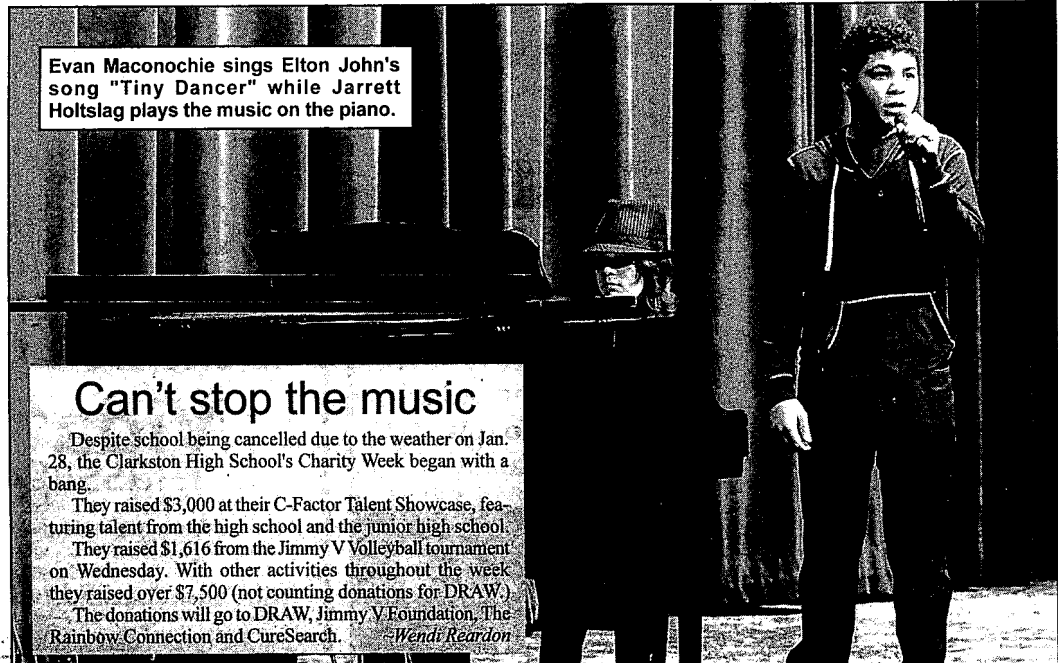 Evan Maconochie sings Elton John's
song "Tiny Dancer" while Jarrett
Holtslag plays the music on the piano.
Can't stop the music
Despite school being cancelled due to the weather on Jan.
28, the Clarkston High School's Charity Week began with a
bang.
They raised $3,000 at their C-Factor Talent Showcase, fea-
turing talent from the high school and the junior high school.
They raised $1,616 from the Jimmy V Volleyball tournament
on Wednesday. With other activities throughout the week
they raised over $7,500 (not counting donations for DRAW.)
The donations will go to DRAW, Jimmy V Foundation, The
Rainbow Connection and CureSearch. ~Wendi Reardon